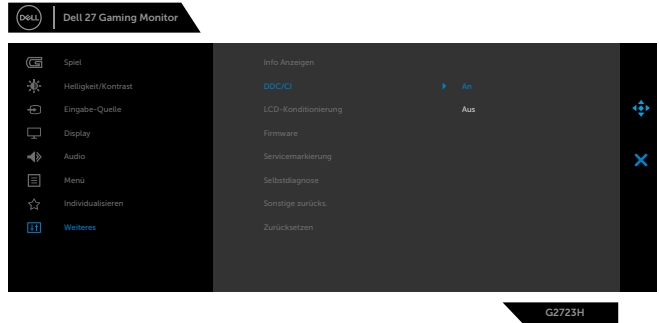 DELL
Dell 27 Gaming Monitor
Spiel
Helligkeit/Kontrast
Eingabe-Quelle
Display
Audio
Menü
Individualisieren
Weiteres
Info Anzeigen
DDC/CI
LCD-Konditionierung
Firmware
Servicemarkierung
Selbstdiagnose
Sonstige zurücks.
Zurücksetzen
An
Aus
G2723H